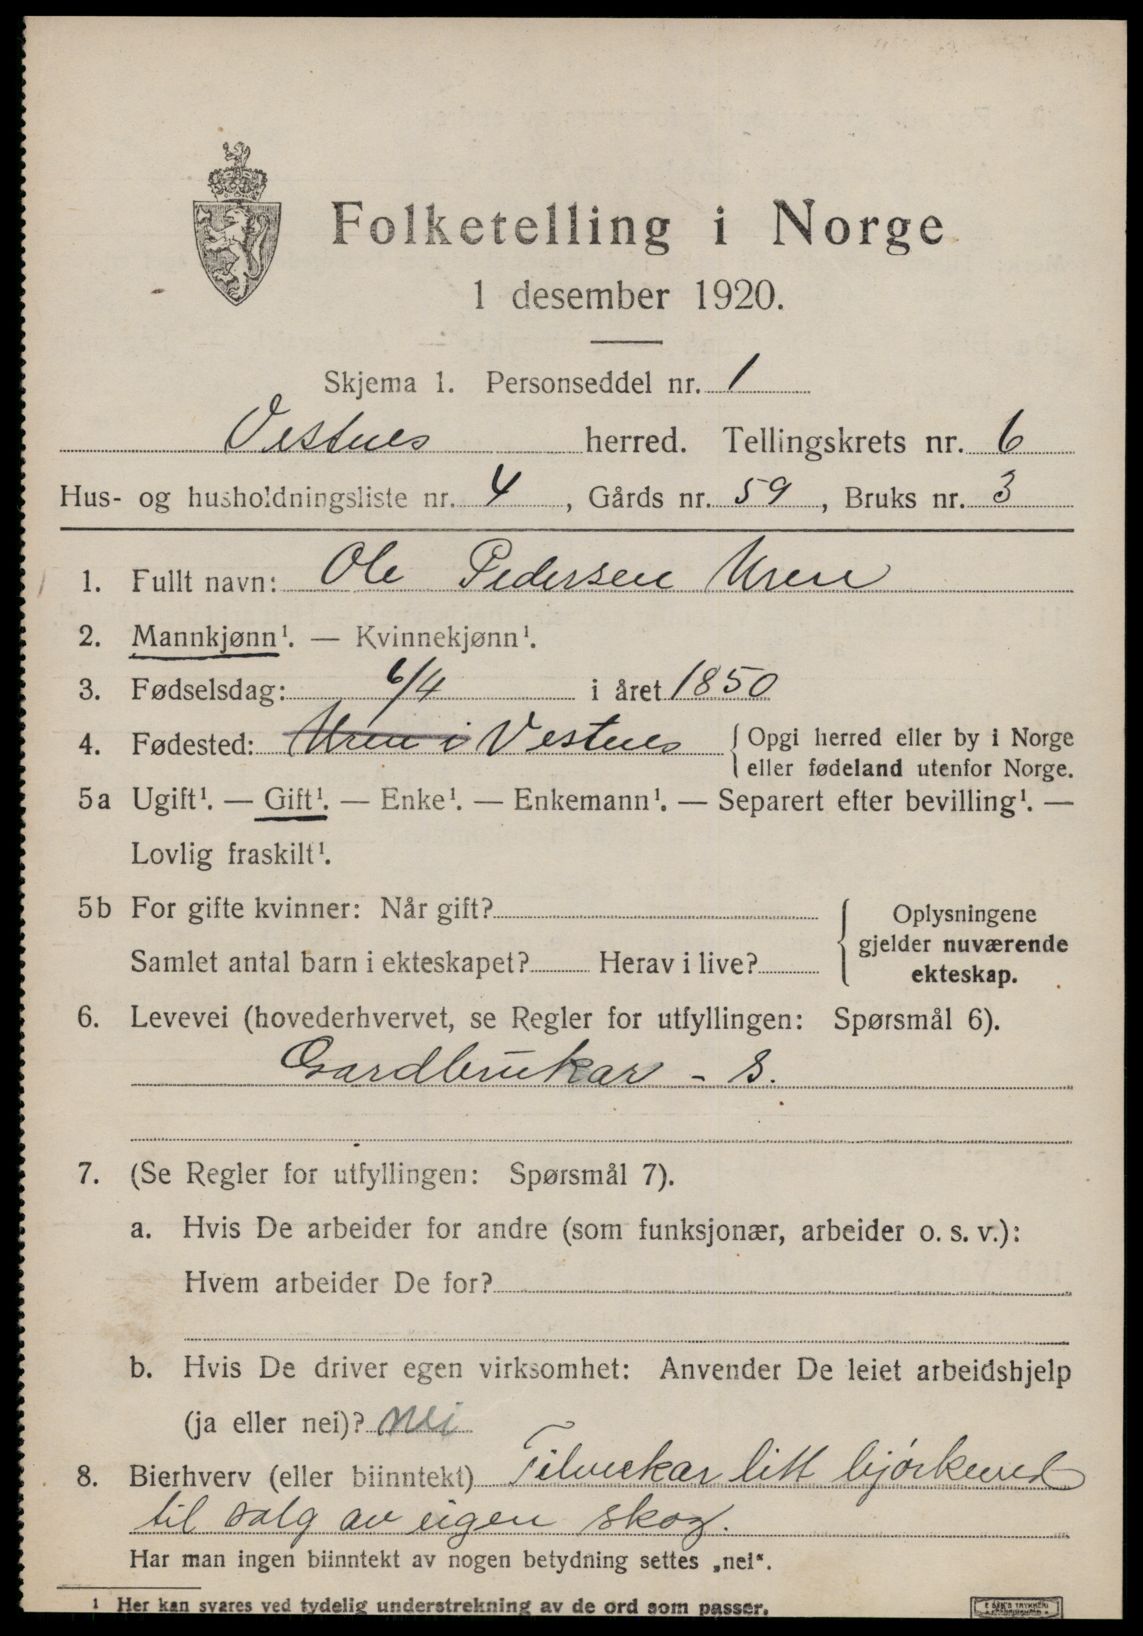 Folketelling i Norge
1 desember 1920.
Skjema 1. Personseddel nr. 1
Vestnes herred. Tellingskrets nr. 6
Hus- og husholdningsliste nr. 4, Gårds nr. 59, Bruks nr. 3
1. Fullt navn: Ole Pedersen Uren
2. Mannkjønn¹. — Kvinnekjønn¹.
3. Fødselsdag: 6/4 i året 1850
4. Fødested: Uren i Vestnes { Opgi herred eller by i Norge
eller fødeland utenfor Norge.
5a Ugift¹. — Gift¹. — Enke¹. — Enkemann¹. — Separert efter bevilling¹. —
Lovlig fraskilt¹.
5b For gifte kvinner: Når gift?
Samlet antal barn i ekteskapet? Herav i live?
{ Oplysningene
gjelder nuværende
ekteskap.
6. Levevei (hovederhvervet, se Regler for utfyllingen: Spørsmål 6).
Gardbrukar - S.
7. (Se Regler for utfyllingen: Spørsmål 7).
a. Hvis De arbeider for andre (som funksjonær, arbeider o. s. v.):
Hvem arbeider De for?
b. Hvis De driver egen virksomhet: Anvender De leiet arbeidshjelp
(ja eller nei)? nei
8. Bierhverv (eller biinntekt) Tilverkar litt bjørkeved
til salg av eigen skog.
Har man ingen biinntekt av nogen betydning settes „nei“.
¹ Her kan svares ved tydelig understrekning av de ord som passer.